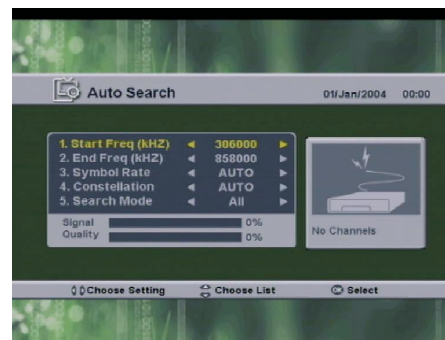 Auto Search
01/Jan/2004 00:00
1. Start Freq (kHZ) 306000
2. End Freq (kHZ) 858000
3. Symbol Rate AUTO
4. Constellation AUTO
5. Search Mode All
Signal 0%
Quality 0%
No Channels
Choose Setting Choose List Select